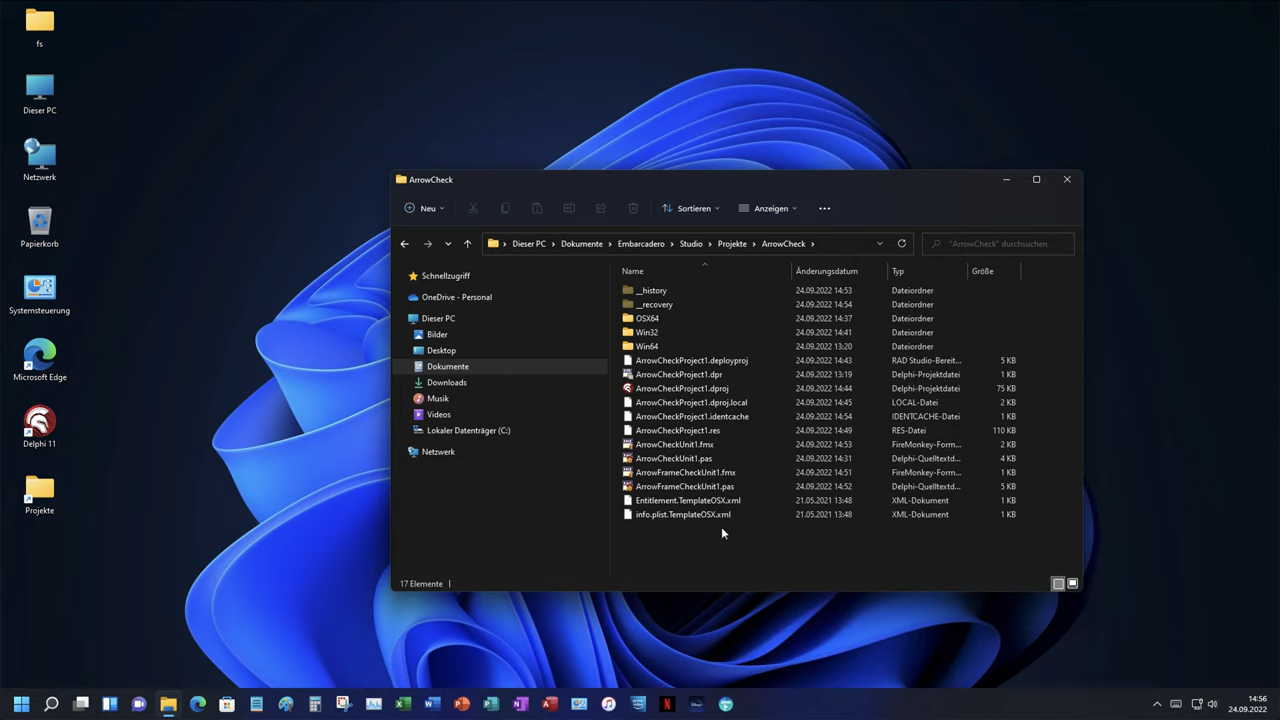 fs
Dieser PC
Netzwerk
Papierkorb
Systemsteuerung
Microsoft Edge
Delphi 11
Projekte
ArrowCheck
Neu
Sortieren
Anzeigen
Dieser PC
Dokumente
Embarcadero
Studio
Projekte
ArrowCheck
"ArrowCheck" durchsuchen
Schnellzugriff
OneDrive - Personal
Dieser PC
Bilder
Desktop
Dokumente
Downloads
Musik
Videos
Lokaler Datenträger (C:)
Netzwerk
Name Änderungsdatum Typ Größe
__history 24.09.2022 14:53 Dateiordner
__recovery 24.09.2022 14:54 Dateiordner
OSX64 24.09.2022 14:37 Dateiordner
Win32 24.09.2022 14:41 Dateiordner
Win64 24.09.2022 13:20 Dateiordner
ArrowCheckProject1.deployproj 24.09.2022 14:43 RAD Studio-Bereit... 5 KB
ArrowCheckProject1.dpr 24.09.2022 13:19 Delphi-Projektdatei 1 KB
ArrowCheckProject1.dproj 24.09.2022 14:44 Delphi-Projektdatei 75 KB
ArrowCheckProject1.dproj.local 24.09.2022 14:45 LOCAL-Datei 2 KB
ArrowCheckProject1.identcache 24.09.2022 14:54 IDENTCACHE-Datei 1 KB
ArrowCheckProject1.res 24.09.2022 14:49 RES-Datei 110 KB
ArrowCheckUnit1.fmx 24.09.2022 14:53 FireMonkey-Form... 2 KB
ArrowCheckUnit1.pas 24.09.2022 14:31 Delphi-Quelltextd... 4 KB
ArrowFrameCheckUnit1.fmx 24.09.2022 14:51 FireMonkey-Form... 1 KB
ArrowFrameCheckUnit1.pas 24.09.2022 14:52 Delphi-Quelltextd... 5 KB
Entitlement.TemplateOSX.xml 21.05.2021 13:48 XML-Dokument 1 KB
info.plist.TemplateOSX.xml 21.05.2021 13:48 XML-Dokument 1 KB
17 Elemente
14:56
24.09.2022